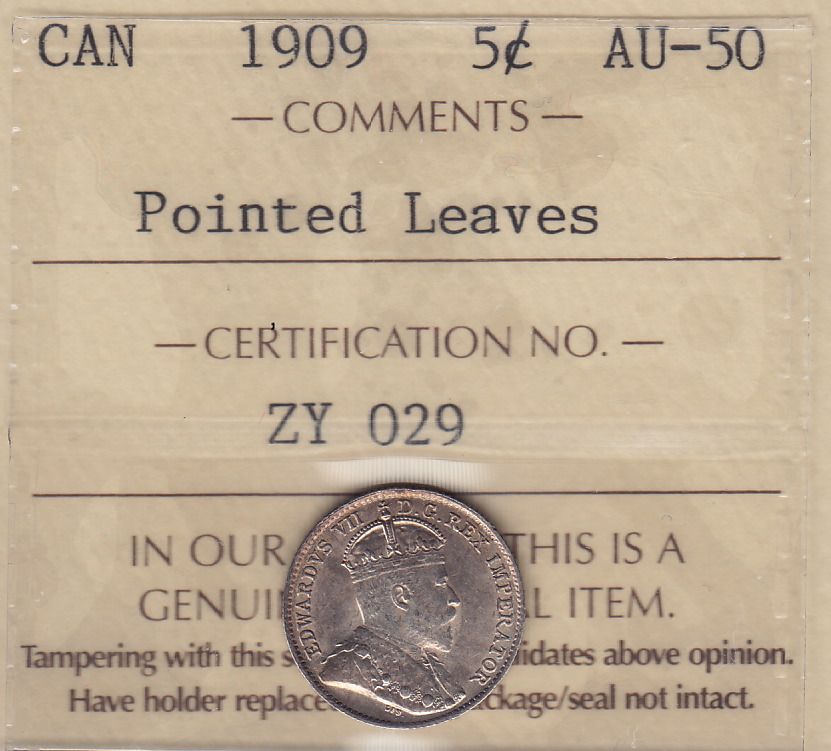 CAN 1909 5¢ AU-50
— COMMENTS —
Pointed Leaves
— CERTIFICATION NO. —
ZY 029
IN OUR THIS IS A
GENUI L ITEM.
Tampering with this s idates above opinion.
Have holder replace ckage/seal not intact.
EDWARDVS VII D.G. REX IMPERATOR